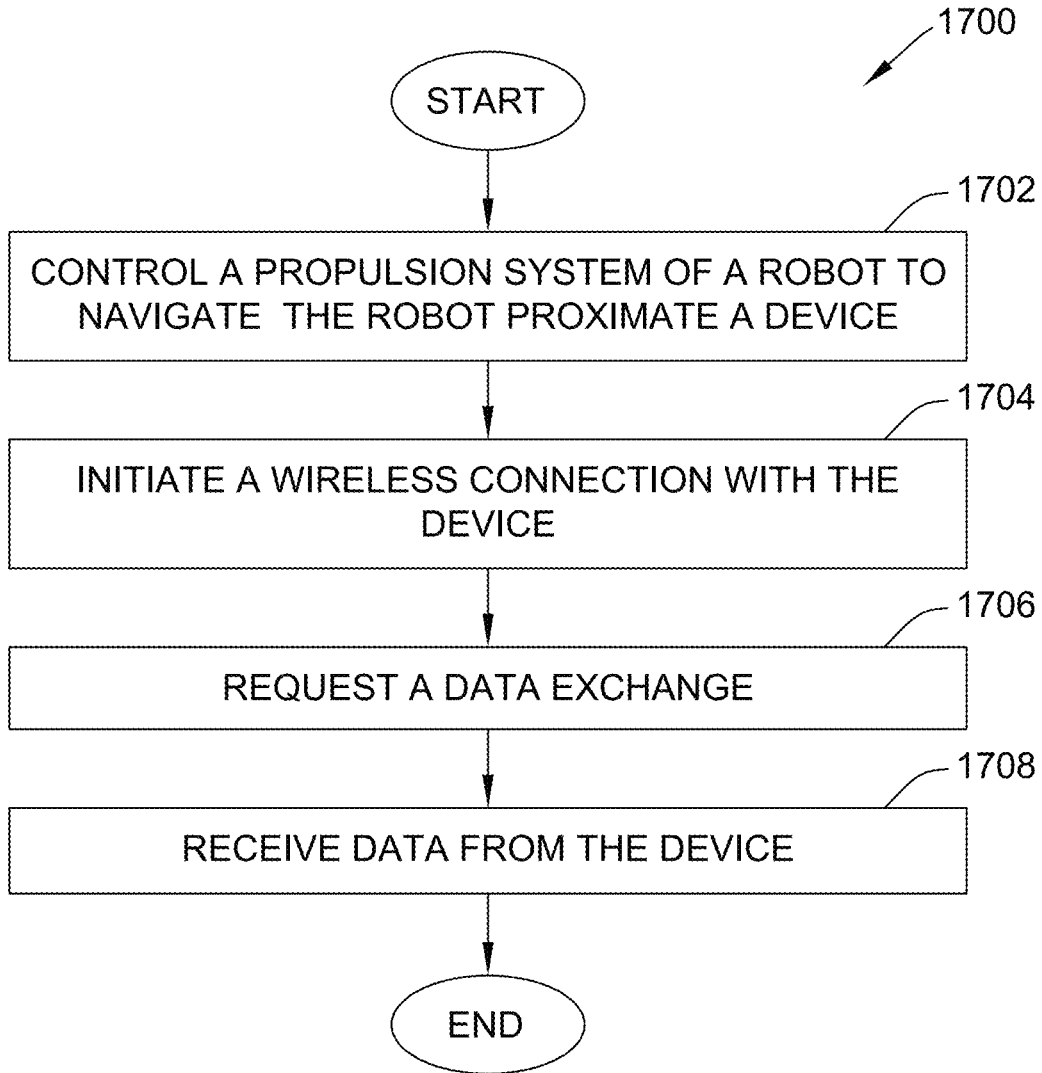 1700
START
1702
CONTROL A PROPULSION SYSTEM OF A ROBOT TO
NAVIGATE THE ROBOT PROXIMATE A DEVICE
1704
INITIATE A WIRELESS CONNECTION WITH THE
DEVICE
1706
REQUEST A DATA EXCHANGE
1708
RECEIVE DATA FROM THE DEVICE
END